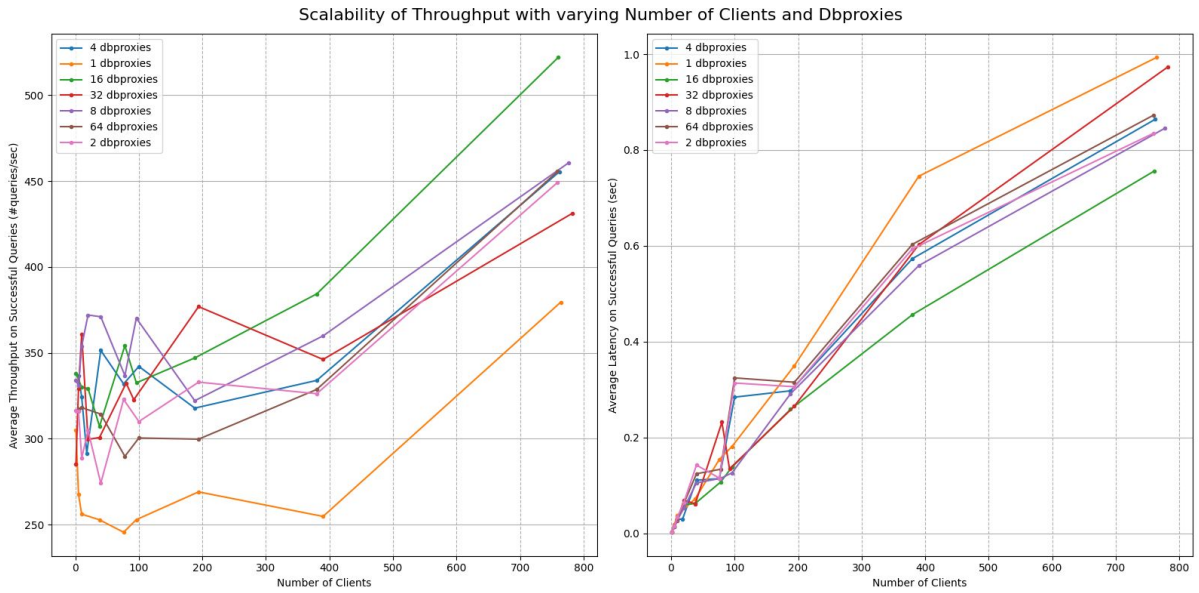 Scalability of Throughput with varying Number of Clients and Dbproxies
Average Throughput on Successful Queries (#queries/sec)
500
450
400
350
300
250
4 dbproxies
1 dbproxies
16 dbproxies
32 dbproxies
8 dbproxies
64 dbproxies
2 dbproxies
0 100 200 300 400 500 600 700 800
Number of Clients
Average Latency on Successful Queries (sec)
1.0
0.8
0.6
0.4
0.2
0.0
4 dbproxies
1 dbproxies
16 dbproxies
32 dbproxies
8 dbproxies
64 dbproxies
2 dbproxies
0 100 200 300 400 500 600 700 800
Number of Clients